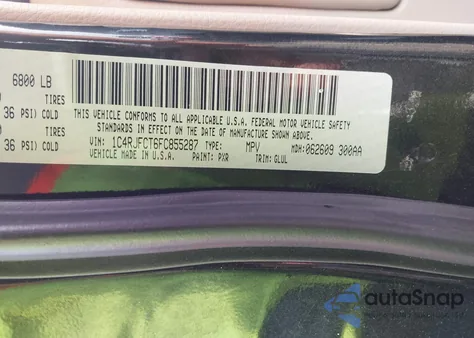 6800 LB
TIRES
36 PSI) COLD
TIRES
36 PSI) COLD
THIS VEHICLE CONFORMS TO ALL APPLICABLE U.S.A. FEDERAL MOTOR VEHICLE SAFETY
STANDARDS IN EFFECT ON THE DATE OF MANUFACTURE SHOWN ABOVE
VIN: 1C4RJFCT6FC855287 TYPE: MPV MDH: 062609 300AA
VEHICLE MADE IN U.S.A. PAINT: PXR TRIM: GLUL
autoSnap